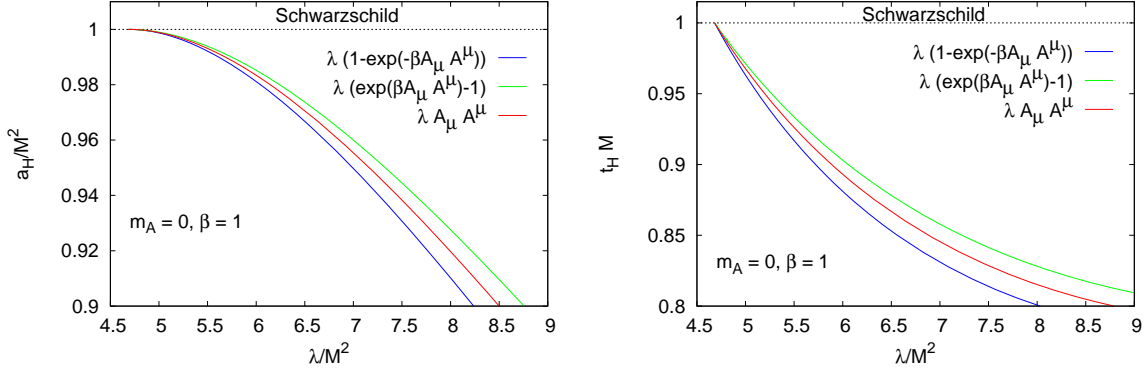 Schwarzschild
λ (1-exp(-βA_μ A^μ))
λ (exp(βA_μ A^μ)-1)
λ A_μ A^μ
m_A = 0, β = 1
a_H/M^2
1
0.98
0.96
0.94
0.92
0.9
4.5 5 5.5 6 6.5 7 7.5 8 8.5 9
λ/M^2
Schwarzschild
λ (1-exp(-βA_μ A^μ))
λ (exp(βA_μ A^μ)-1)
λ A_μ A^μ
m_A = 0, β = 1
t_H M
1
0.95
0.9
0.85
0.8
4.5 5 5.5 6 6.5 7 7.5 8 8.5 9
λ/M^2